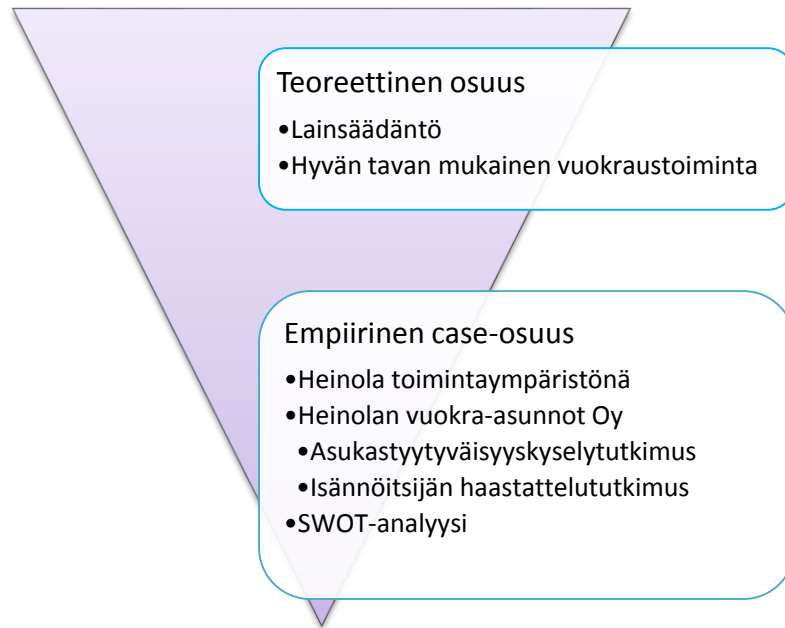 Teoreettinen osuus
•Lainsäädäntö
•Hyvän tavan mukainen vuokraustoiminta
Empiirinen case-osuus
•Heinola toimintaympäristönä
•Heinolan vuokra-asunnot Oy
•Asukastyytyväisyyskyselytutkimus
•Isännöitsijän haastattelututkimus
•SWOT-analyysi